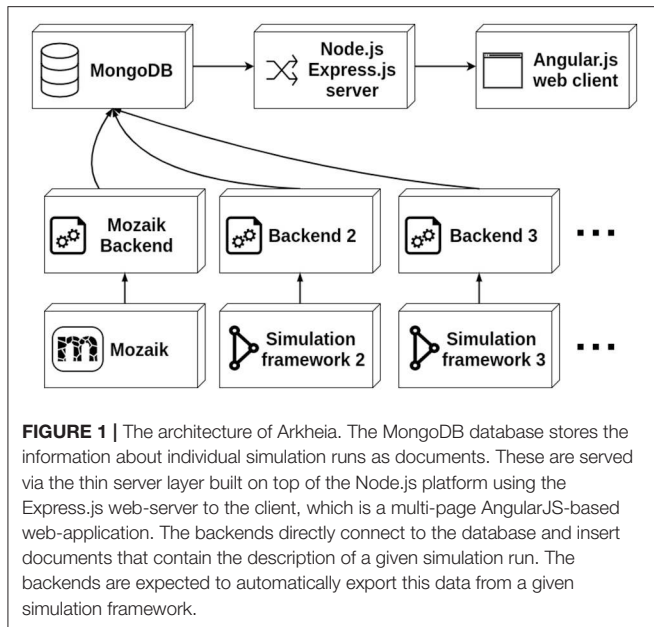 MongoDB
Node.js
Express.js
server
Angular.js
web client
Mozaik
Backend
Backend 2
Backend 3
...
Mozaik
Simulation
framework 2
Simulation
framework 3
...
FIGURE 1 | The architecture of Arkheia. The MongoDB database stores the
information about individual simulation runs as documents. These are served
via the thin server layer built on top of the Node.js platform using the
Express.js web-server to the client, which is a multi-page AngularJS-based
web-application. The backends directly connect to the database and insert
documents that contain the description of a given simulation run. The
backends are expected to automatically export this data from a given
simulation framework.